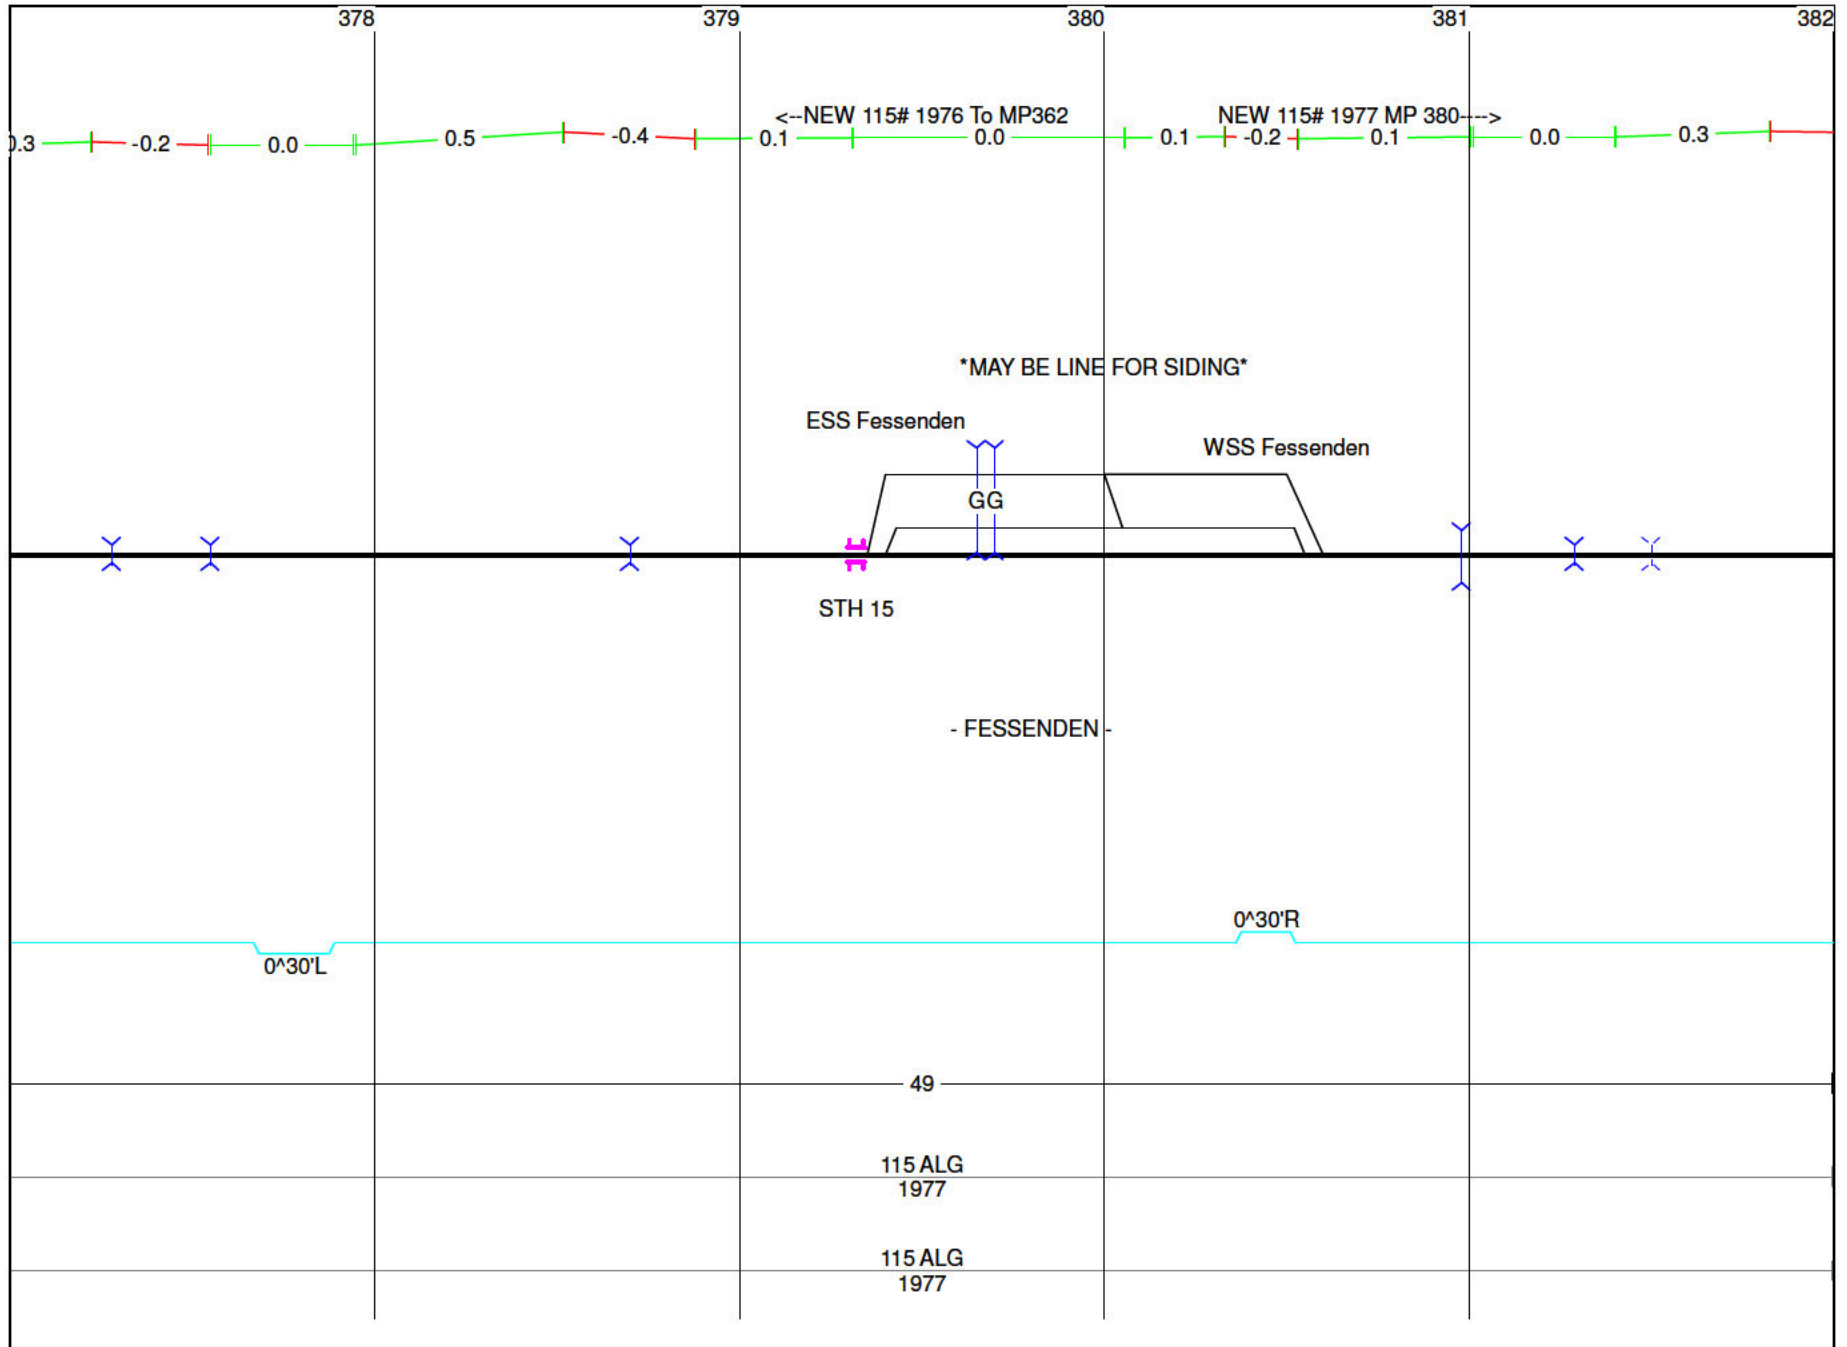 378 379 380 381 382
<--NEW 115# 1976 To MP362 NEW 115# 1977 MP 380---->
0.3 -0.2 0.0 0.5 -0.4 0.1 0.0 0.1 -0.2 0.1 0.0 0.3
*MAY BE LINE FOR SIDING*
ESS Fessenden
WSS Fessenden
GG
STH 15
- FESSENDEN -
0^30'R
0^30'L
49
115 ALG
1977
115 ALG
1977